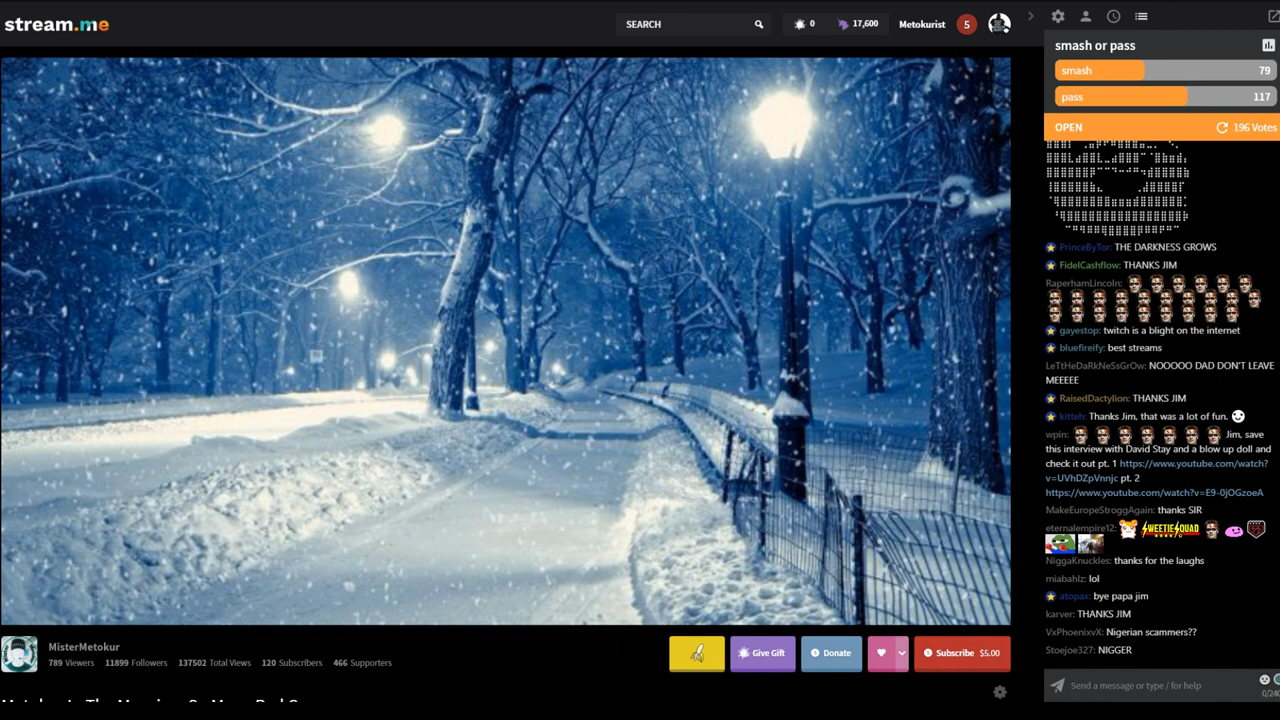 stream.me
SEARCH
0
17,600
Metokurist
5
smash or pass
smash 79
pass 117
OPEN 196 Votes
PrinceByTor: THE DARKNESS GROWS
FidelCashflow: THANKS JIM
RaperhamLincoln:
gayestop: twitch is a blight on the internet
bluefireify: best streams
LeTtHeDaRkNeSsGrOw: NOOOOO DAD DON'T LEAVE
MEEEEE
RaisedDactylion: THANKS JIM
kitteh: Thanks Jim, that was a lot of fun.
wpin: Jim, save
this interview with David Stay and a blow up doll and
check it out pt. 1 https://www.youtube.com/watch?
v=UVhDZpVnnjc pt. 2
https://www.youtube.com/watch?v=E9-0jOGzoeA
MakeEuropeStroggAgain: thanks SIR
eternalempire12: SWEETIE SQUAD
NiggaKnuckles: thanks for the laughs
miabahlz: lol
atopax: bye papa jim
karver: THANKS JIM
VxPhoenixvX: Nigerian scammers??
Stoejoe327: NIGGER
Send a message or type / for help
0/240
MisterMetokur
789 Viewers 11899 Followers 137502 Total Views 120 Subscribers 466 Supporters
Give Gift
Donate
Subscribe $5.00